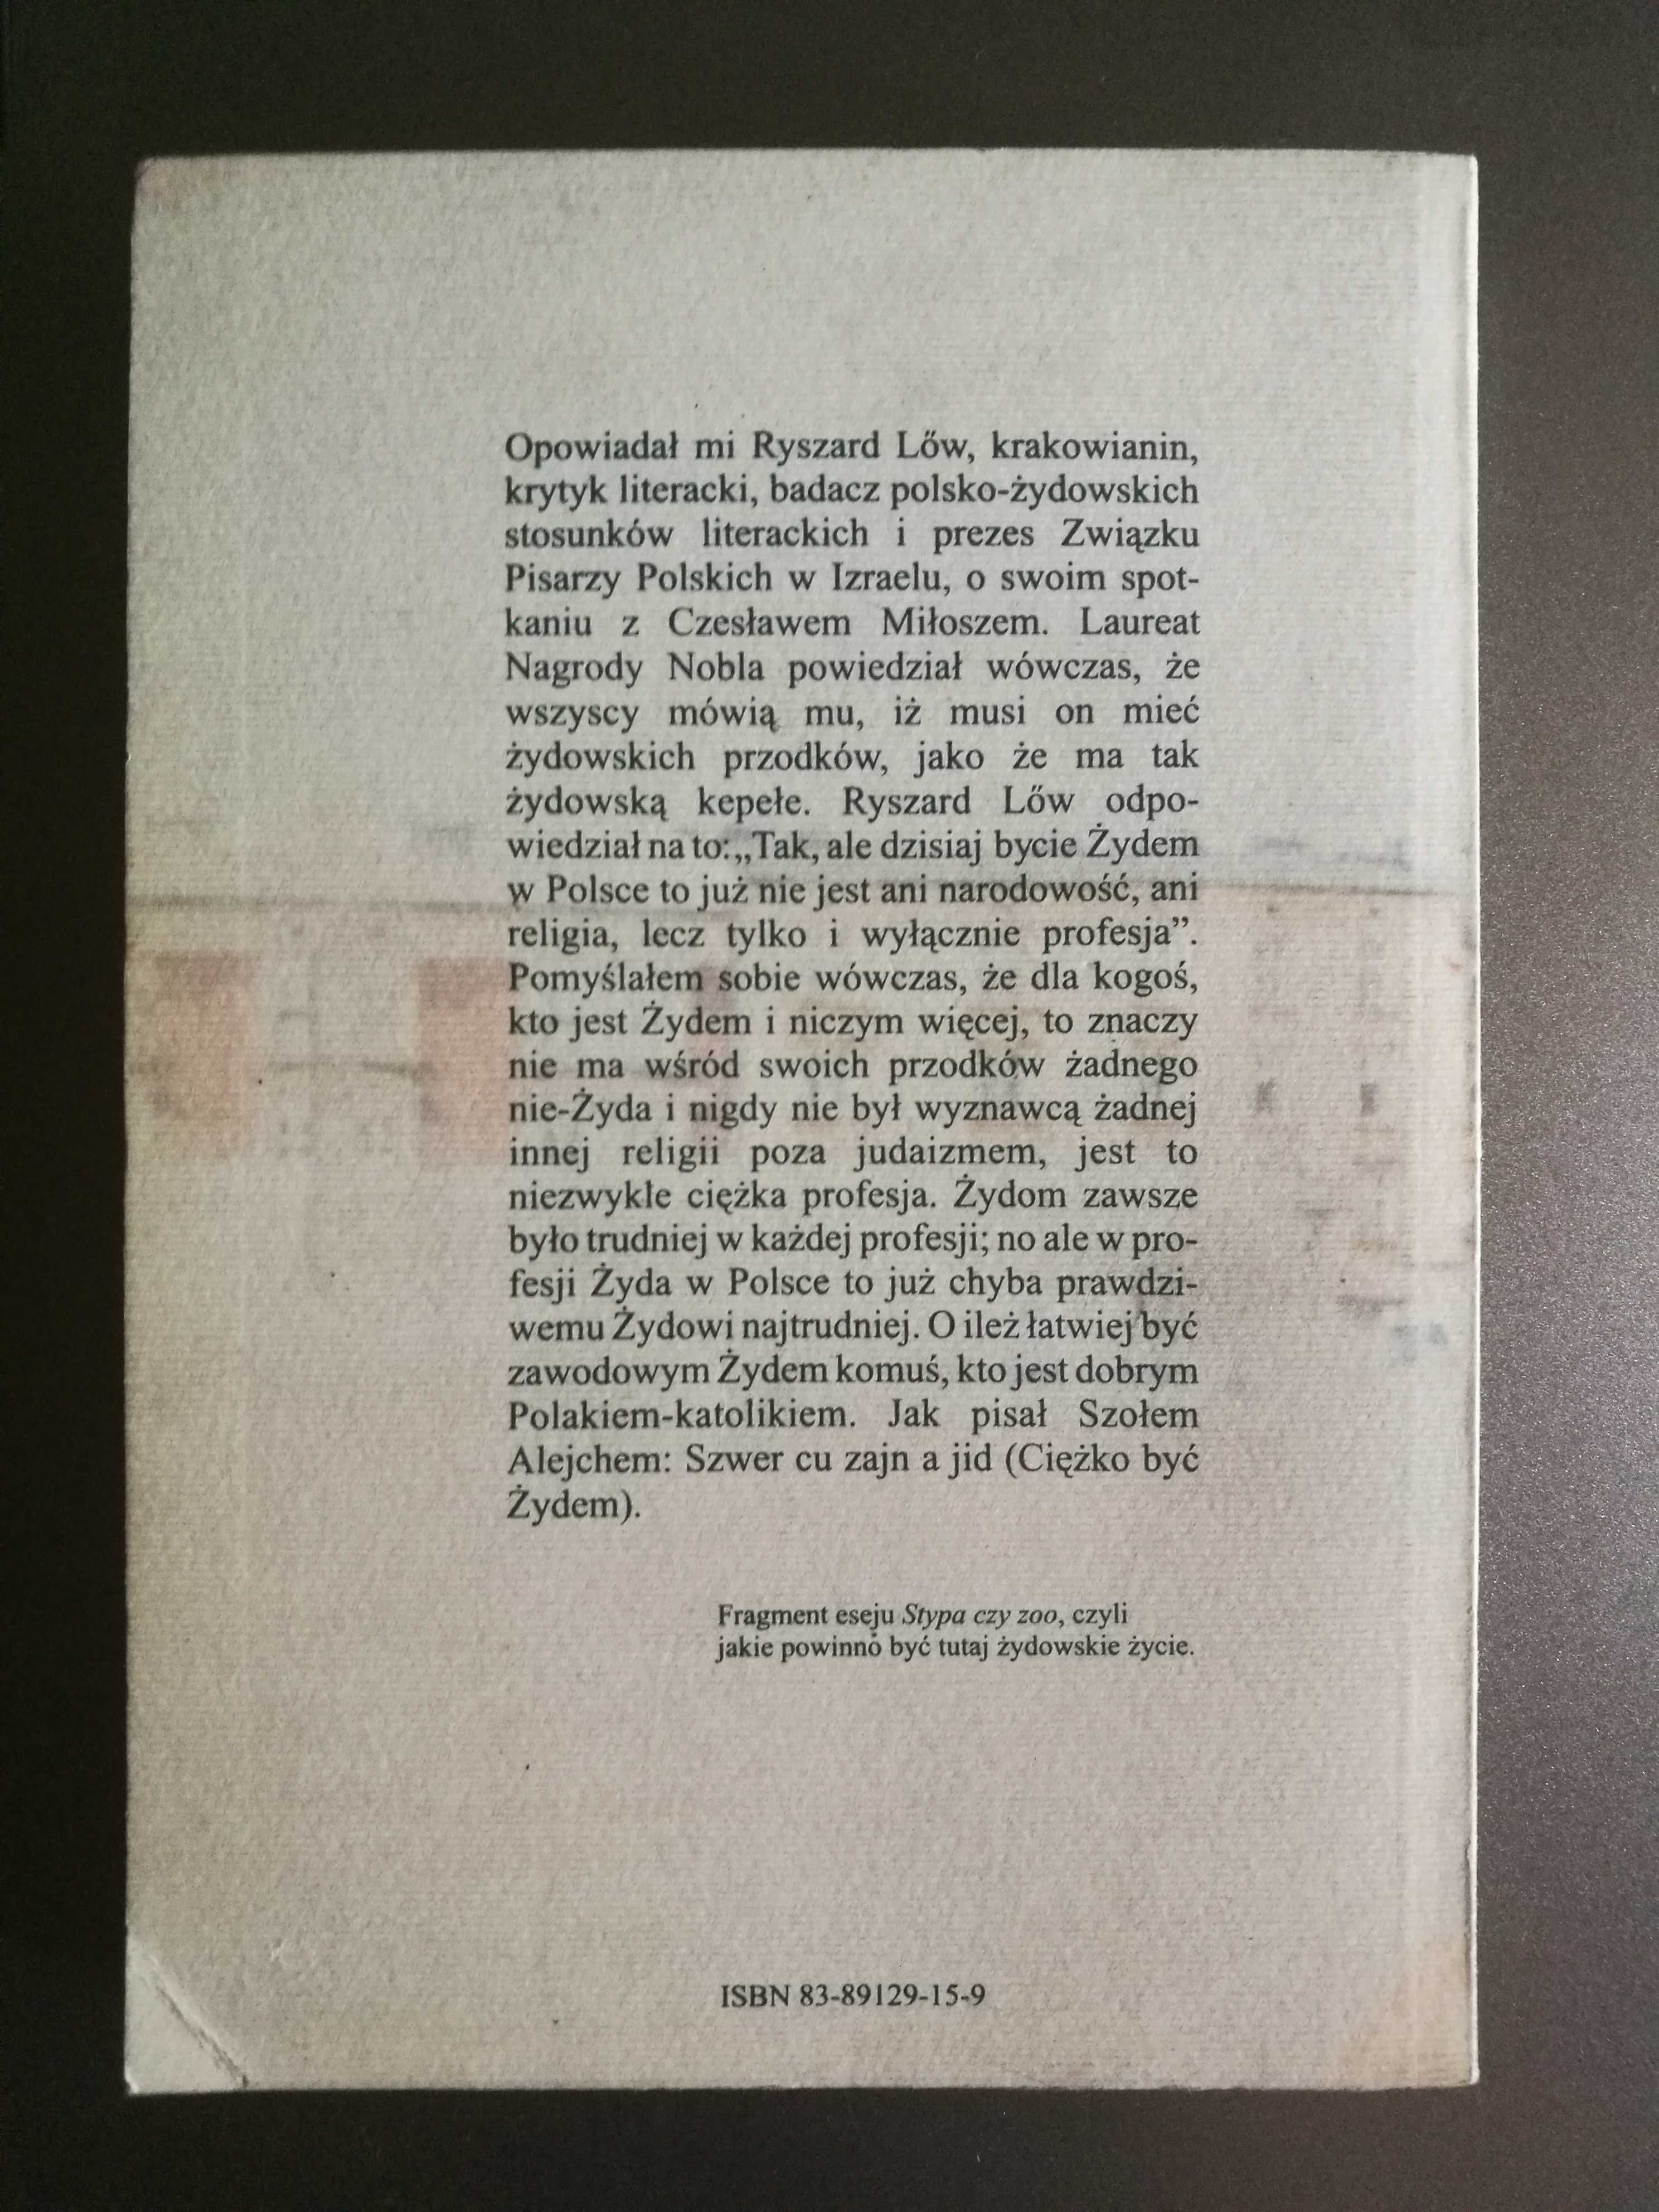 Opowiadał mi Ryszard Lőw, krakowianin,
krytyk literacki, badacz polsko-żydowskich
stosunków literackich i prezes Związku
Pisarzy Polskich w Izraelu, o swoim spot-
kaniu z Czesławem Miłoszem. Laureat
Nagrody Nobla powiedział wówczas, że
wszyscy mówią mu, iż musi on mieć
żydowskich przodków, jako że ma tak
żydowską kepełe. Ryszard Lőw odpo-
wiedział na to: „Tak, ale dzisiaj bycie Żydem
w Polsce to już nie jest ani narodowość, ani
religia, lecz tylko i wyłącznie profesja”.
Pomyślałem sobie wówczas, że dla kogoś,
kto jest Żydem i niczym więcej, to znaczy
nie ma wśród swoich przodków żadnego
nie-Żyda i nigdy nie był wyznawcą żadnej
innej religii poza judaizmem, jest to
niezwykle ciężka profesja. Żydom zawsze
było trudniej w każdej profesji; no ale w pro-
fesji Żyda w Polsce to już chyba prawdzi-
wemu Żydowi najtrudniej. O ileż łatwiej być
zawodowym Żydem komuś, kto jest dobrym
Polakiem-katolikiem. Jak pisał Szołem
Alejchem: Szwer cu zajn a jid (Ciężko być
Żydem).
Fragment eseju Stypa czy zoo, czyli
jakie powinno być tutaj żydowskie życie.
ISBN 83-89129-15-9